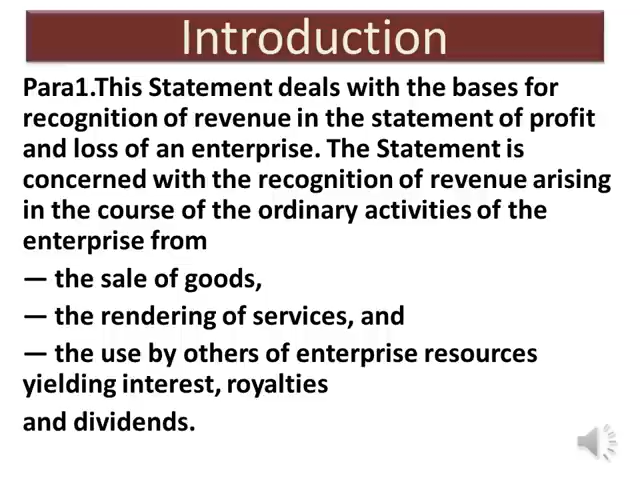 Introduction
Para1.This Statement deals with the bases for
recognition of revenue in the statement of profit
and loss of an enterprise. The Statement is
concerned with the recognition of revenue arising
in the course of the ordinary activities of the
enterprise from
— the sale of goods,
— the rendering of services, and
— the use by others of enterprise resources
yielding interest, royalties
and dividends.